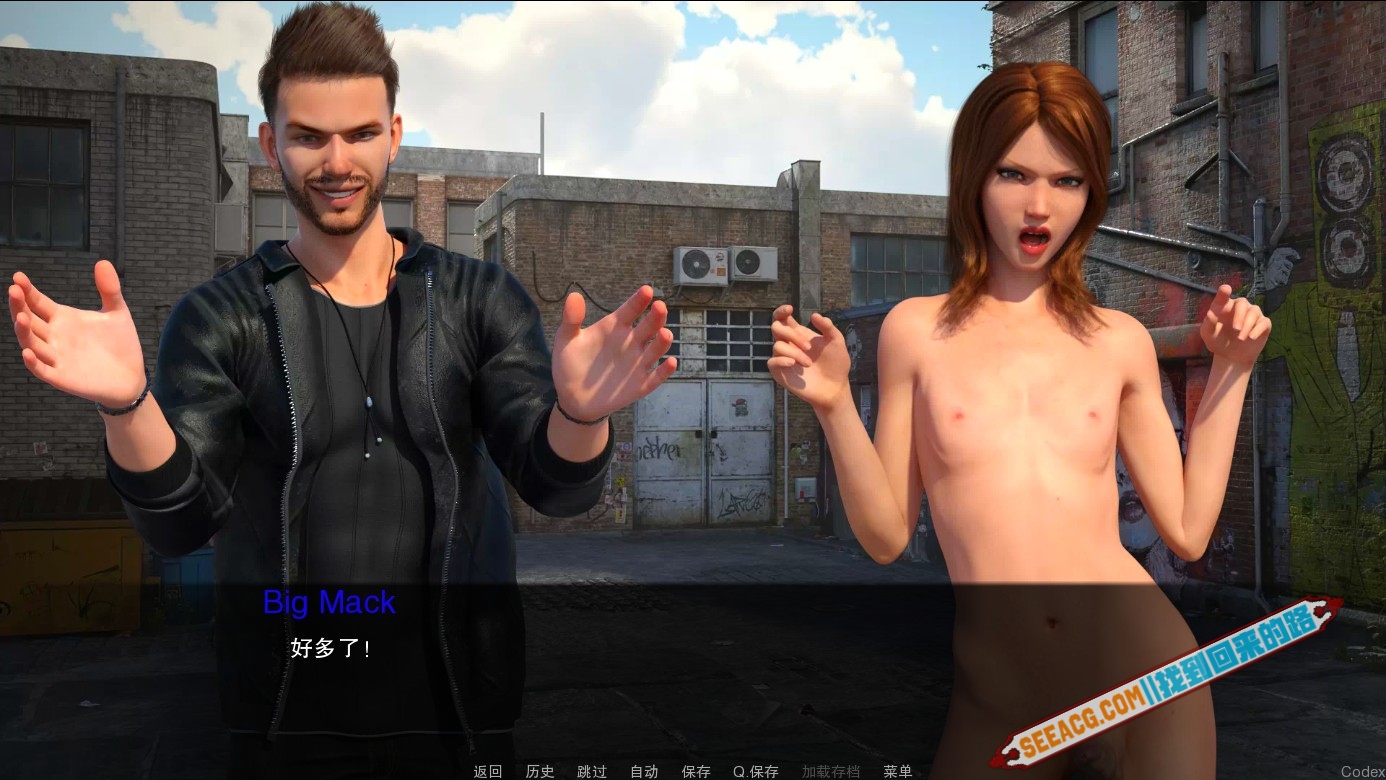 Big Mack
好多了!
SEEACG.COM||找到回来的路
返回 历史 跳过 自动 保存 Q.保存 加载存档 菜单
Codex